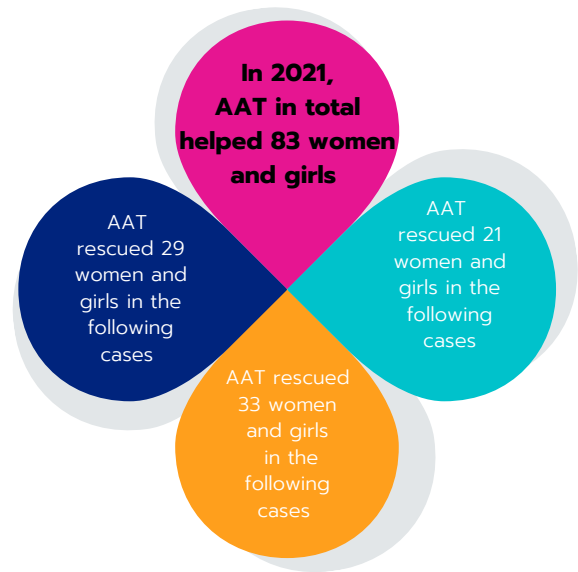 In 2021,
AAT in total
helped 83 women
and girls
AAT
rescued 29
women and
girls in the
following
cases
AAT
rescued 21
women and
girls in the
following
cases
AAT rescued
33 women
and girls
in the
following
cases